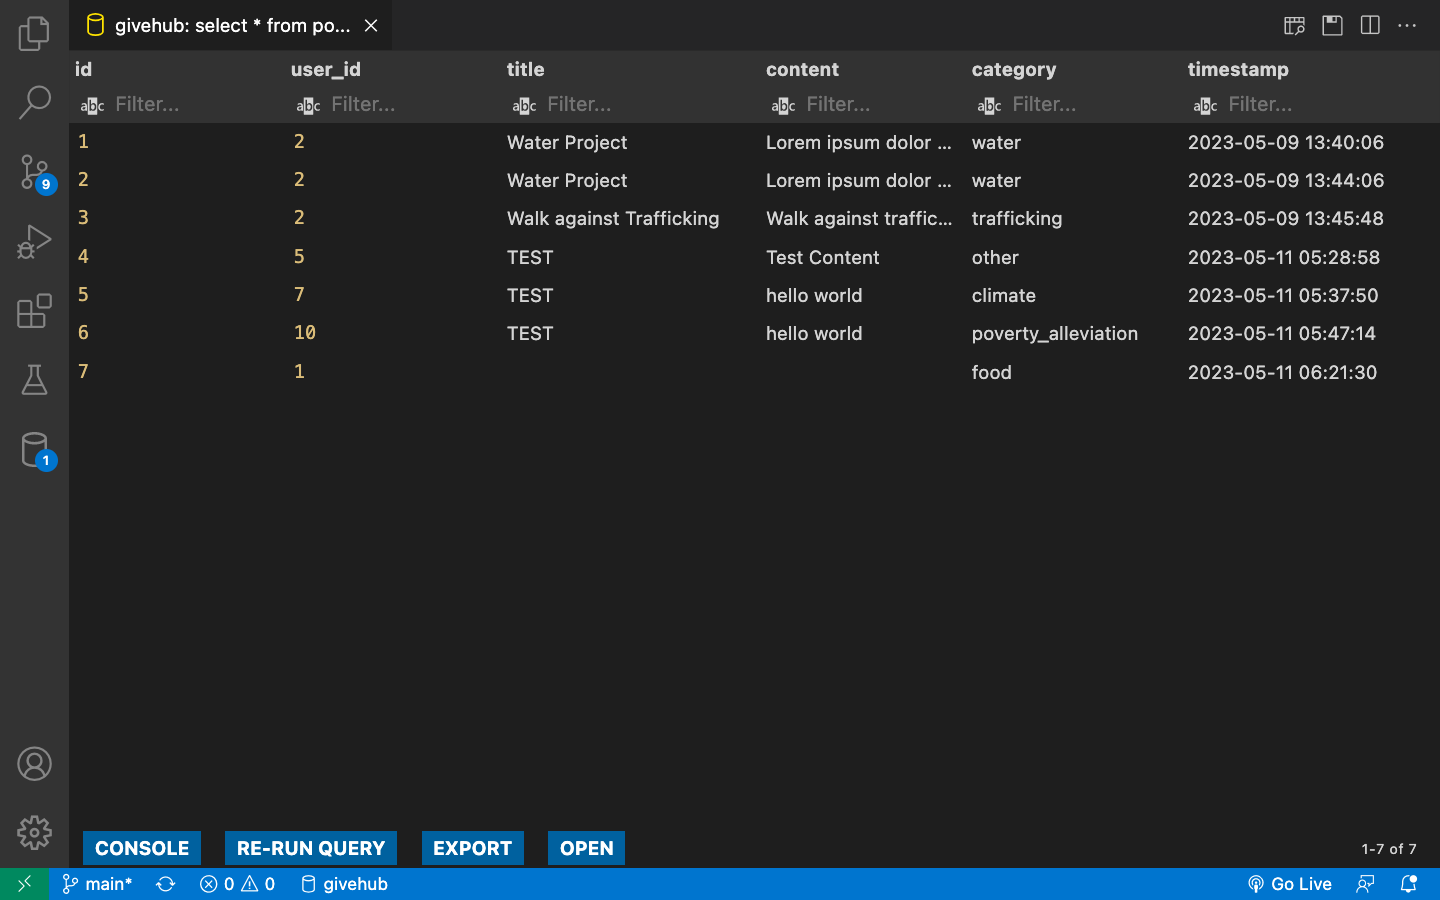 givehub: select * from po...
id user_id title content category timestamp
abc Filter... abc Filter... abc Filter... abc Filter... abc Filter... abc Filter...
1 2 Water Project Lorem ipsum dolor ... water 2023-05-09 13:40:06
2 2 Water Project Lorem ipsum dolor ... water 2023-05-09 13:44:06
3 2 Walk against Trafficking Walk against traffic... trafficking 2023-05-09 13:45:48
4 5 TEST Test Content other 2023-05-11 05:28:58
5 7 TEST hello world climate 2023-05-11 05:37:50
6 10 TEST hello world poverty_alleviation 2023-05-11 05:47:14
7 1 food 2023-05-11 06:21:30
9
1
CONSOLE RE-RUN QUERY EXPORT OPEN 1-7 of 7
main* 0 0 givehub Go Live